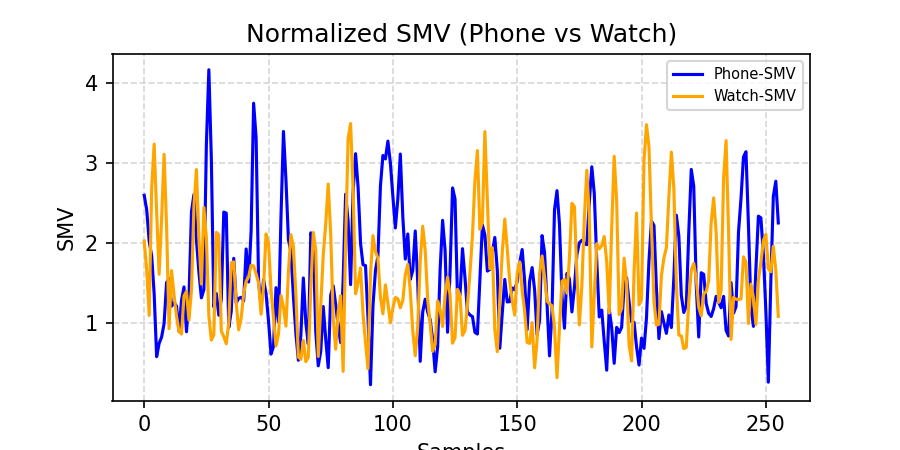 Normalized SMV (Phone vs Watch)
Phone-SMV
Watch-SMV
SMV
4
3
2
1
0 50 100 150 200 250
Samples